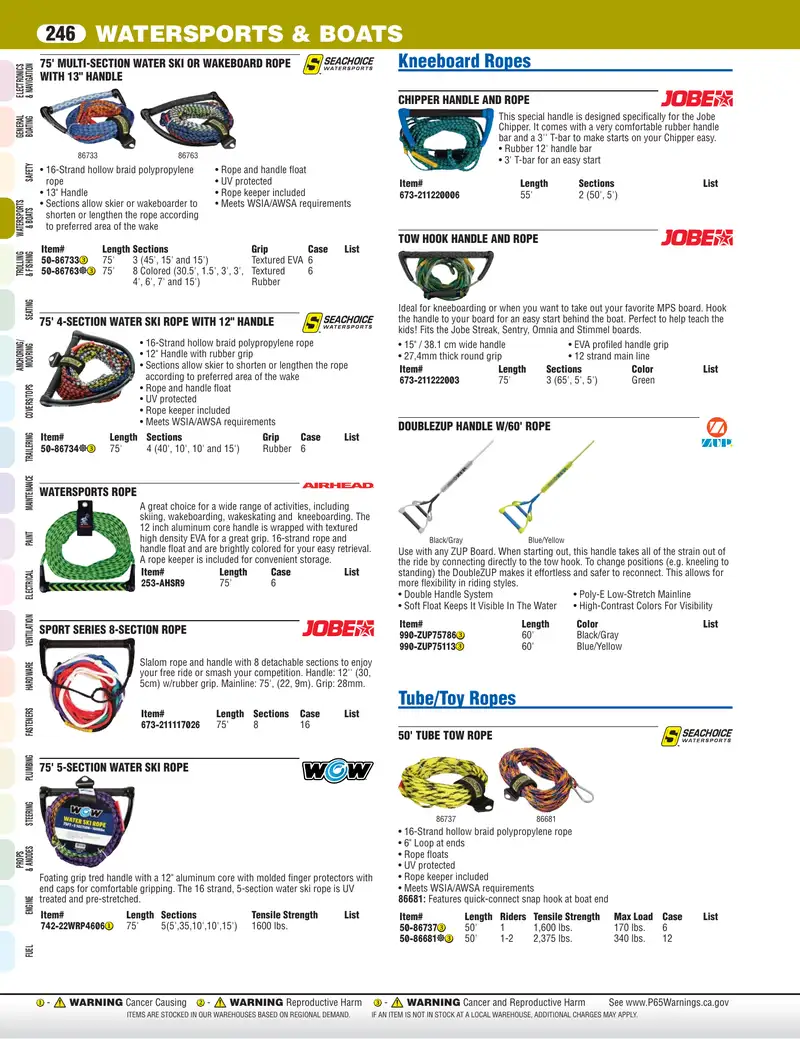 246 WATERSPORTS & BOATS
ELECTRONICS
& NAVIGATION
GENERAL
BOATING
SAFETY
WATERSPORTS
& BOATS
TROLLING
& FISHING
SEATING
ANCHORING/
MOORING
COVERS/TOPS
TRAILERING
MAINTENANCE
PAINT
ELECTRICAL
VENTILATION
HARDWARE
FASTENERS
PLUMBING
STEERING
PROPS
& ANODES
ENGINE
FUEL
75' MULTI-SECTION WATER SKI OR WAKEBOARD ROPE
WITH 13" HANDLE
SEACHOICE
WATERSPORTS
86733 86763
• 16-Strand hollow braid polypropylene
rope
• 13" Handle
• Sections allow skier or wakeboarder to
shorten or lengthen the rope according
to preferred area of the wake
• Rope and handle float
• UV protected
• Rope keeper included
• Meets WSIA/AWSA requirements
Item# Length Sections Grip Case List
50-86733 3 75' 3 (45', 15' and 15') Textured EVA 6
50-86763 3 75' 8 Colored (30.5', 1.5', 3', 3', Textured 6
4', 6', 7' and 15') Rubber
75' 4-SECTION WATER SKI ROPE WITH 12" HANDLE
SEACHOICE
WATERSPORTS
• 16-Strand hollow braid polypropylene rope
• 12" Handle with rubber grip
• Sections allow skier to shorten or lengthen the rope
according to preferred area of the wake
• Rope and handle float
• UV protected
• Rope keeper included
• Meets WSIA/AWSA requirements
Item# Length Sections Grip Case List
50-86734 3 75' 4 (40', 10', 10' and 15') Rubber 6
WATERSPORTS ROPE
AIRHEAD
A great choice for a wide range of activities, including
skiing, wakeboarding, wakeskating and kneeboarding. The
12 inch aluminum core handle is wrapped with textured
high density EVA for a great grip. 16-strand rope and
handle float and are brightly colored for your easy retrieval.
A rope keeper is included for convenient storage.
Item# Length Case List
253-AHSR9 75' 6
SPORT SERIES 8-SECTION ROPE
JOBE
Slalom rope and handle with 8 detachable sections to enjoy
your free ride or smash your competition. Handle: 12'' (30,
5cm) w/rubber grip. Mainline: 75', (22, 9m). Grip: 28mm.
Item# Length Sections Case List
673-211117026 75' 8 16
75' 5-SECTION WATER SKI ROPE
WOW
WOW
WATER SKI ROPE
Foating grip tred handle with a 12" aluminum core with molded finger protectors with
end caps for comfortable gripping. The 16 strand, 5-section water ski rope is UV
treated and pre-stretched.
Item# Length Sections Tensile Strength List
742-22WRP4606 1 75' 5(5',35,10',10',15') 1600 lbs.
Kneeboard Ropes
CHIPPER HANDLE AND ROPE
JOBE
This special handle is designed specifically for the Jobe
Chipper. It comes with a very comfortable rubber handle
bar and a 3'' T-bar to make starts on your Chipper easy.
• Rubber 12' handle bar
• 3' T-bar for an easy start
Item# Length Sections List
673-211220006 55' 2 (50', 5')
TOW HOOK HANDLE AND ROPE
JOBE
Ideal for kneeboarding or when you want to take out your favorite MPS board. Hook
the handle to your board for an easy start behind the boat. Perfect to help teach the
kids! Fits the Jobe Streak, Sentry, Omnia and Stimmel boards.
• 15" / 38.1 cm wide handle
• 27,4mm thick round grip
• EVA profiled handle grip
• 12 strand main line
Item# Length Sections Color List
673-211222003 75' 3 (65', 5', 5') Green
DOUBLEZUP HANDLE W/60' ROPE
ZUP
Black/Gray Blue/Yellow
Use with any ZUP Board. When starting out, this handle takes all of the strain out of
the ride by connecting directly to the tow hook. To change positions (e.g. kneeling to
standing) the DoubleZUP makes it effortless and safer to reconnect. This allows for
more flexibility in riding styles.
• Double Handle System
• Soft Float Keeps It Visible In The Water
• Poly-E Low-Stretch Mainline
• High-Contrast Colors For Visibility
Item# Length Color List
990-ZUP75786 3 60' Black/Gray
990-ZUP75113 3 60' Blue/Yellow
Tube/Toy Ropes
50' TUBE TOW ROPE
SEACHOICE
WATERSPORTS
86737 86681
• 16-Strand hollow braid polypropylene rope
• 6" Loop at ends
• Rope floats
• UV protected
• Rope keeper included
• Meets WSIA/AWSA requirements
86681: Features quick-connect snap hook at boat end
Item# Length Riders Tensile Strength Max Load Case List
50-86737 3 50' 1 1,600 lbs. 170 lbs. 6
50-86681 3 50' 1-2 2,375 lbs. 340 lbs. 12
1 - WARNING Cancer Causing 2 - WARNING Reproductive Harm 3 - WARNING Cancer and Reproductive Harm See www.P65Warnings.ca.gov
ITEMS ARE STOCKED IN OUR WAREHOUSES BASED ON REGIONAL DEMAND. IF AN ITEM IS NOT IN STOCK AT A LOCAL WAREHOUSE, ADDITIONAL CHARGES MAY APPLY.